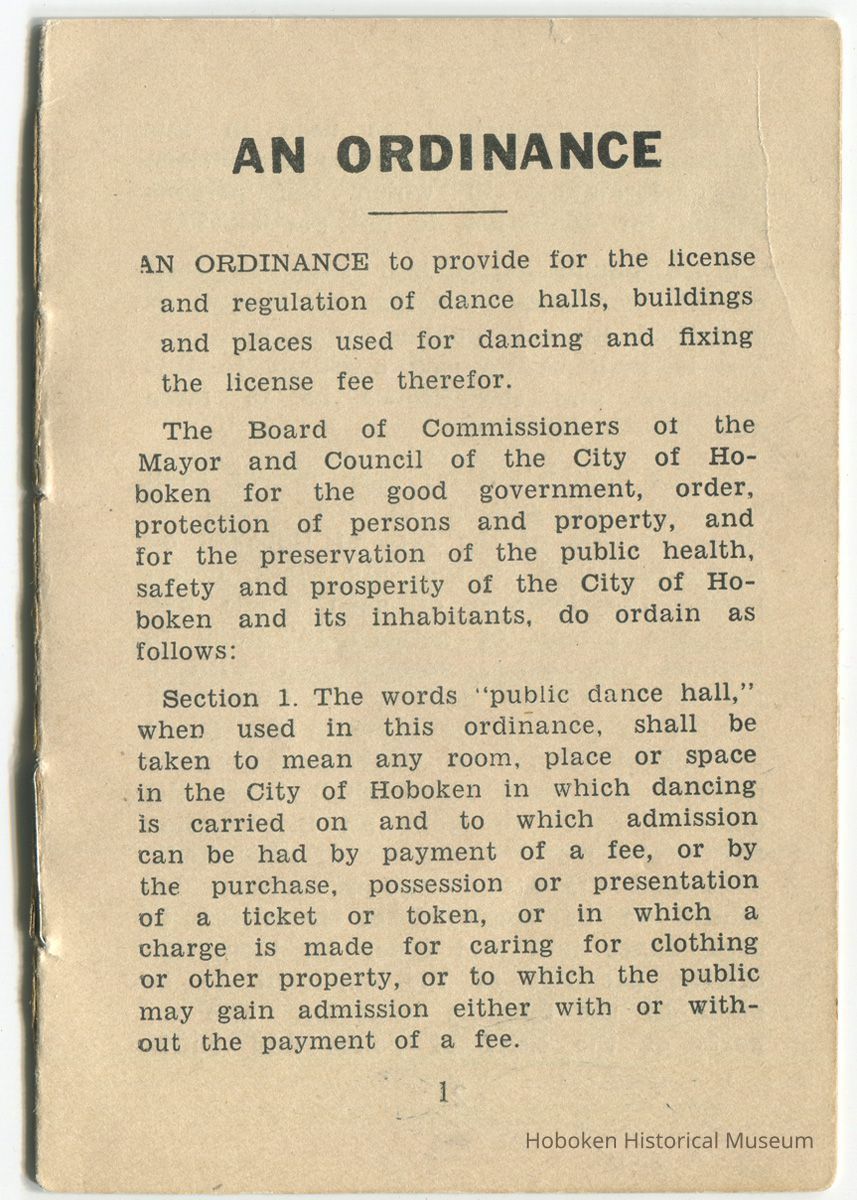 AN ORDINANCE
AN ORDINANCE to provide for the license
and regulation of dance halls, buildings
and places used for dancing and fixing
the license fee therefor.
The Board of Commissioners of the
Mayor and Council of the City of Ho-
boken for the good government, order,
protection of persons and property, and
for the preservation of the public health,
safety and prosperity of the City of Ho-
boken and its inhabitants, do ordain as
follows:
Section 1. The words "public dance hall,"
when used in this ordinance, shall be
taken to mean any room, place or space
in the City of Hoboken in which dancing
is carried on and to which admission
can be had by payment of a fee, or by
the purchase, possession or presentation
of a ticket or token, or in which a
charge is made for caring for clothing
or other property, or to which the public
may gain admission either with or with-
out the payment of a fee.
1
Hoboken Historical Museum